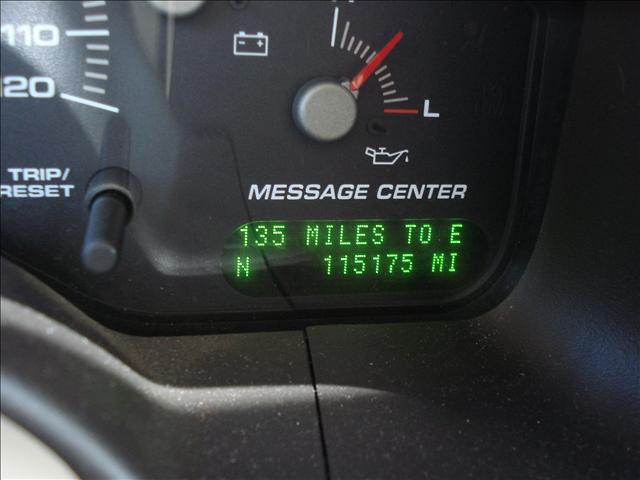 110
120
H
L
TRIP/
RESET
MESSAGE CENTER
135 MILES TO E
N 115175 MI